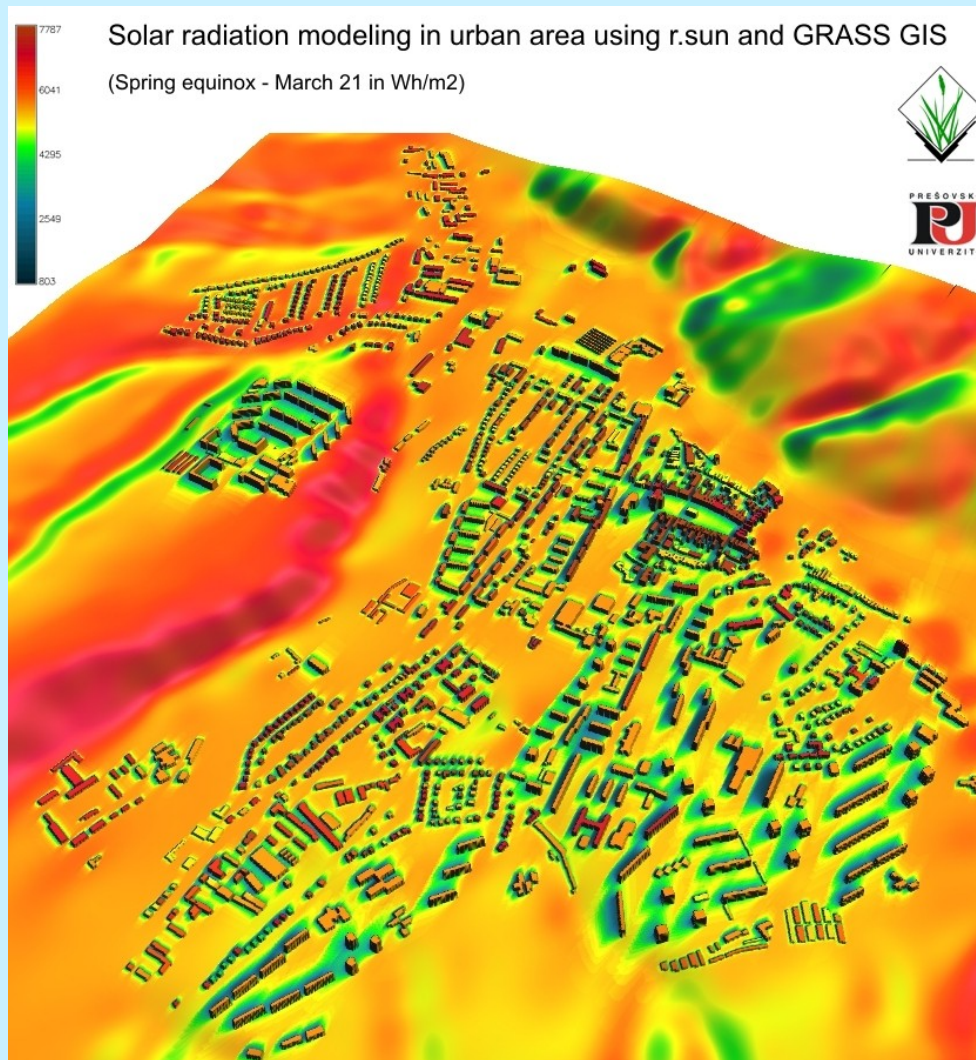 7787
Solar radiation modeling in urban area using r.sun and GRASS GIS
6041
(Spring equinox - March 21 in Wh/m2)
4295
2549
803
PREŠOVSK
PU
UNIVERZIT